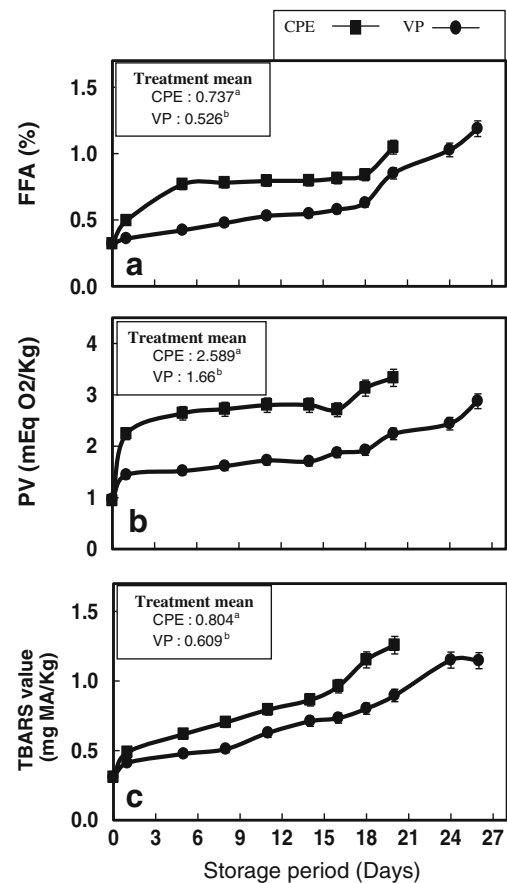 CPE VP
1.5
1.0
0.5
0.0
FFA (%)
Treatment mean
CPE : 0.737a
VP : 0.526b
a
4
3
2
1
0
PV (mEq O2/Kg)
Treatment mean
CPE : 2.589a
VP : 1.66b
b
1.5
1.0
0.5
0.0
TBARS value
(mg MA/Kg)
Treatment mean
CPE : 0.804a
VP : 0.609b
c
0 3 6 9 12 15 18 21 24 27
Storage period (Days)